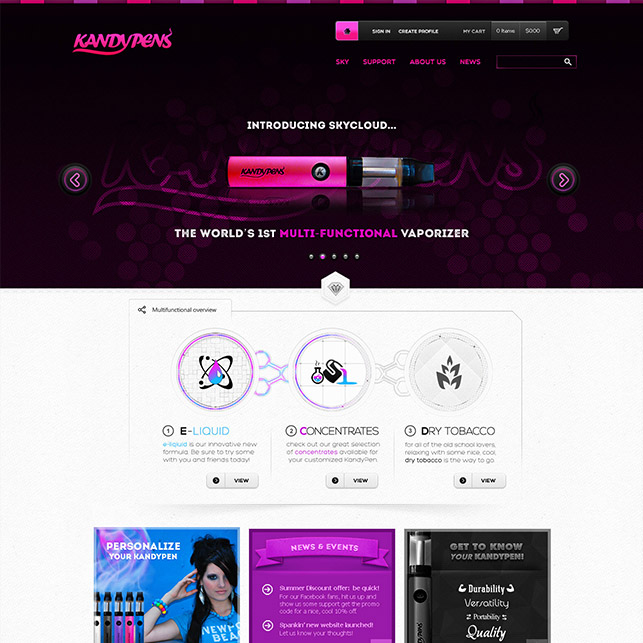 KANDYPENS
SIGN IN CREATE PROFILE MY CART 0 Items $000
SKY SUPPORT ABOUT US NEWS
INTRODUCING SKYCLOUD...
KANDYPENS
KANDYPENS
THE WORLD'S 1ST MULTI-FUNCTIONAL VAPORIZER
Multifunctional overview
1 E-LIQUID
e-liquid is our innovative new
formula. Be sure to try some
with you and friends today!
VIEW
2 CONCENTRATES
check out our great selection
of concentrates available for
your customized KandyPen.
VIEW
3 DRY TOBACCO
for all of the old school lovers,
relaxing with some nice, cool,
dry tobacco is the way to go.
VIEW
PERSONALIZE
YOUR KANDYPEN
NEWS & EVENTS
Summer Discount offer: be quick!
For our Facebook fans, hit us up and
show us some support get the promo
code for a nice, cool 10% off.
Spankin' new website launched!
Let us know your thoughts!
GET TO KNOW
YOUR KANDYPEN!
Durability
Versatility
Portability
Quality